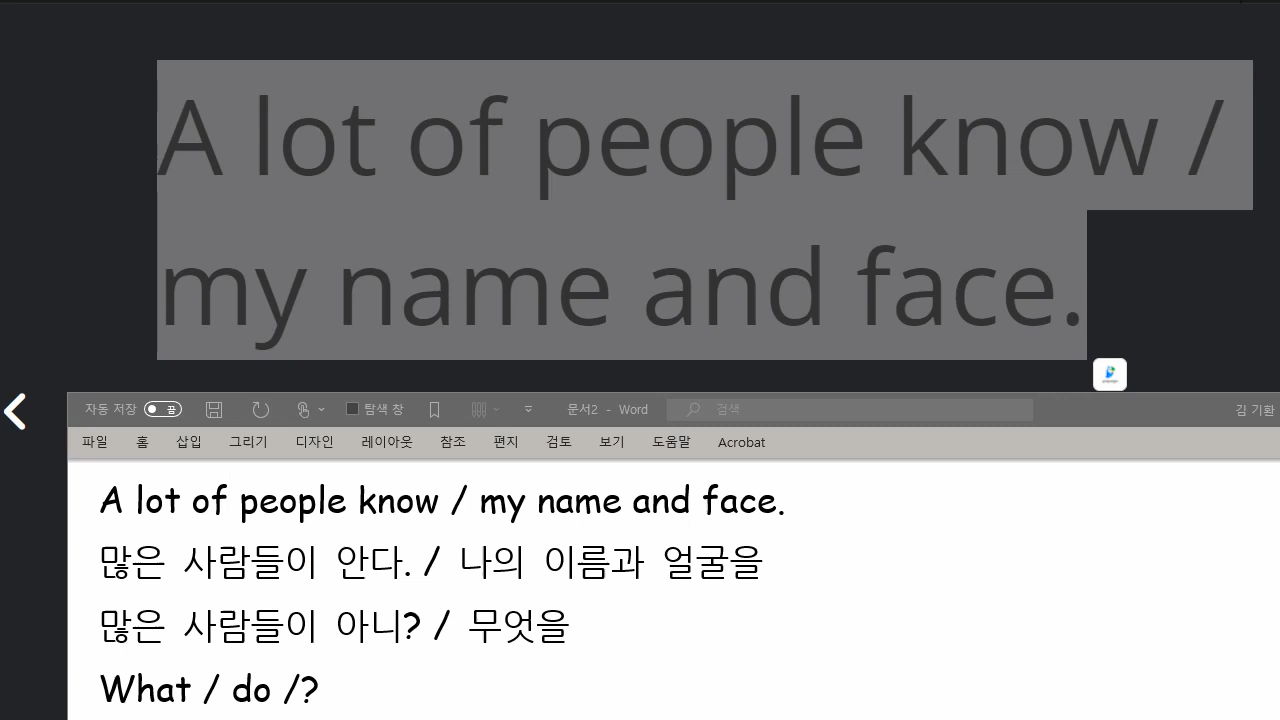 A lot of people know /
my name and face.
자동 저장 끔 탐색 창 문서2 - Word 검색 김 기환
파일 홈 삽입 그리기 디자인 레이아웃 참조 편지 검토 보기 도움말 Acrobat
A lot of people know / my name and face.
많은 사람들이 안다. / 나의 이름과 얼굴을
많은 사람들이 아니? / 무엇을
What / do /?